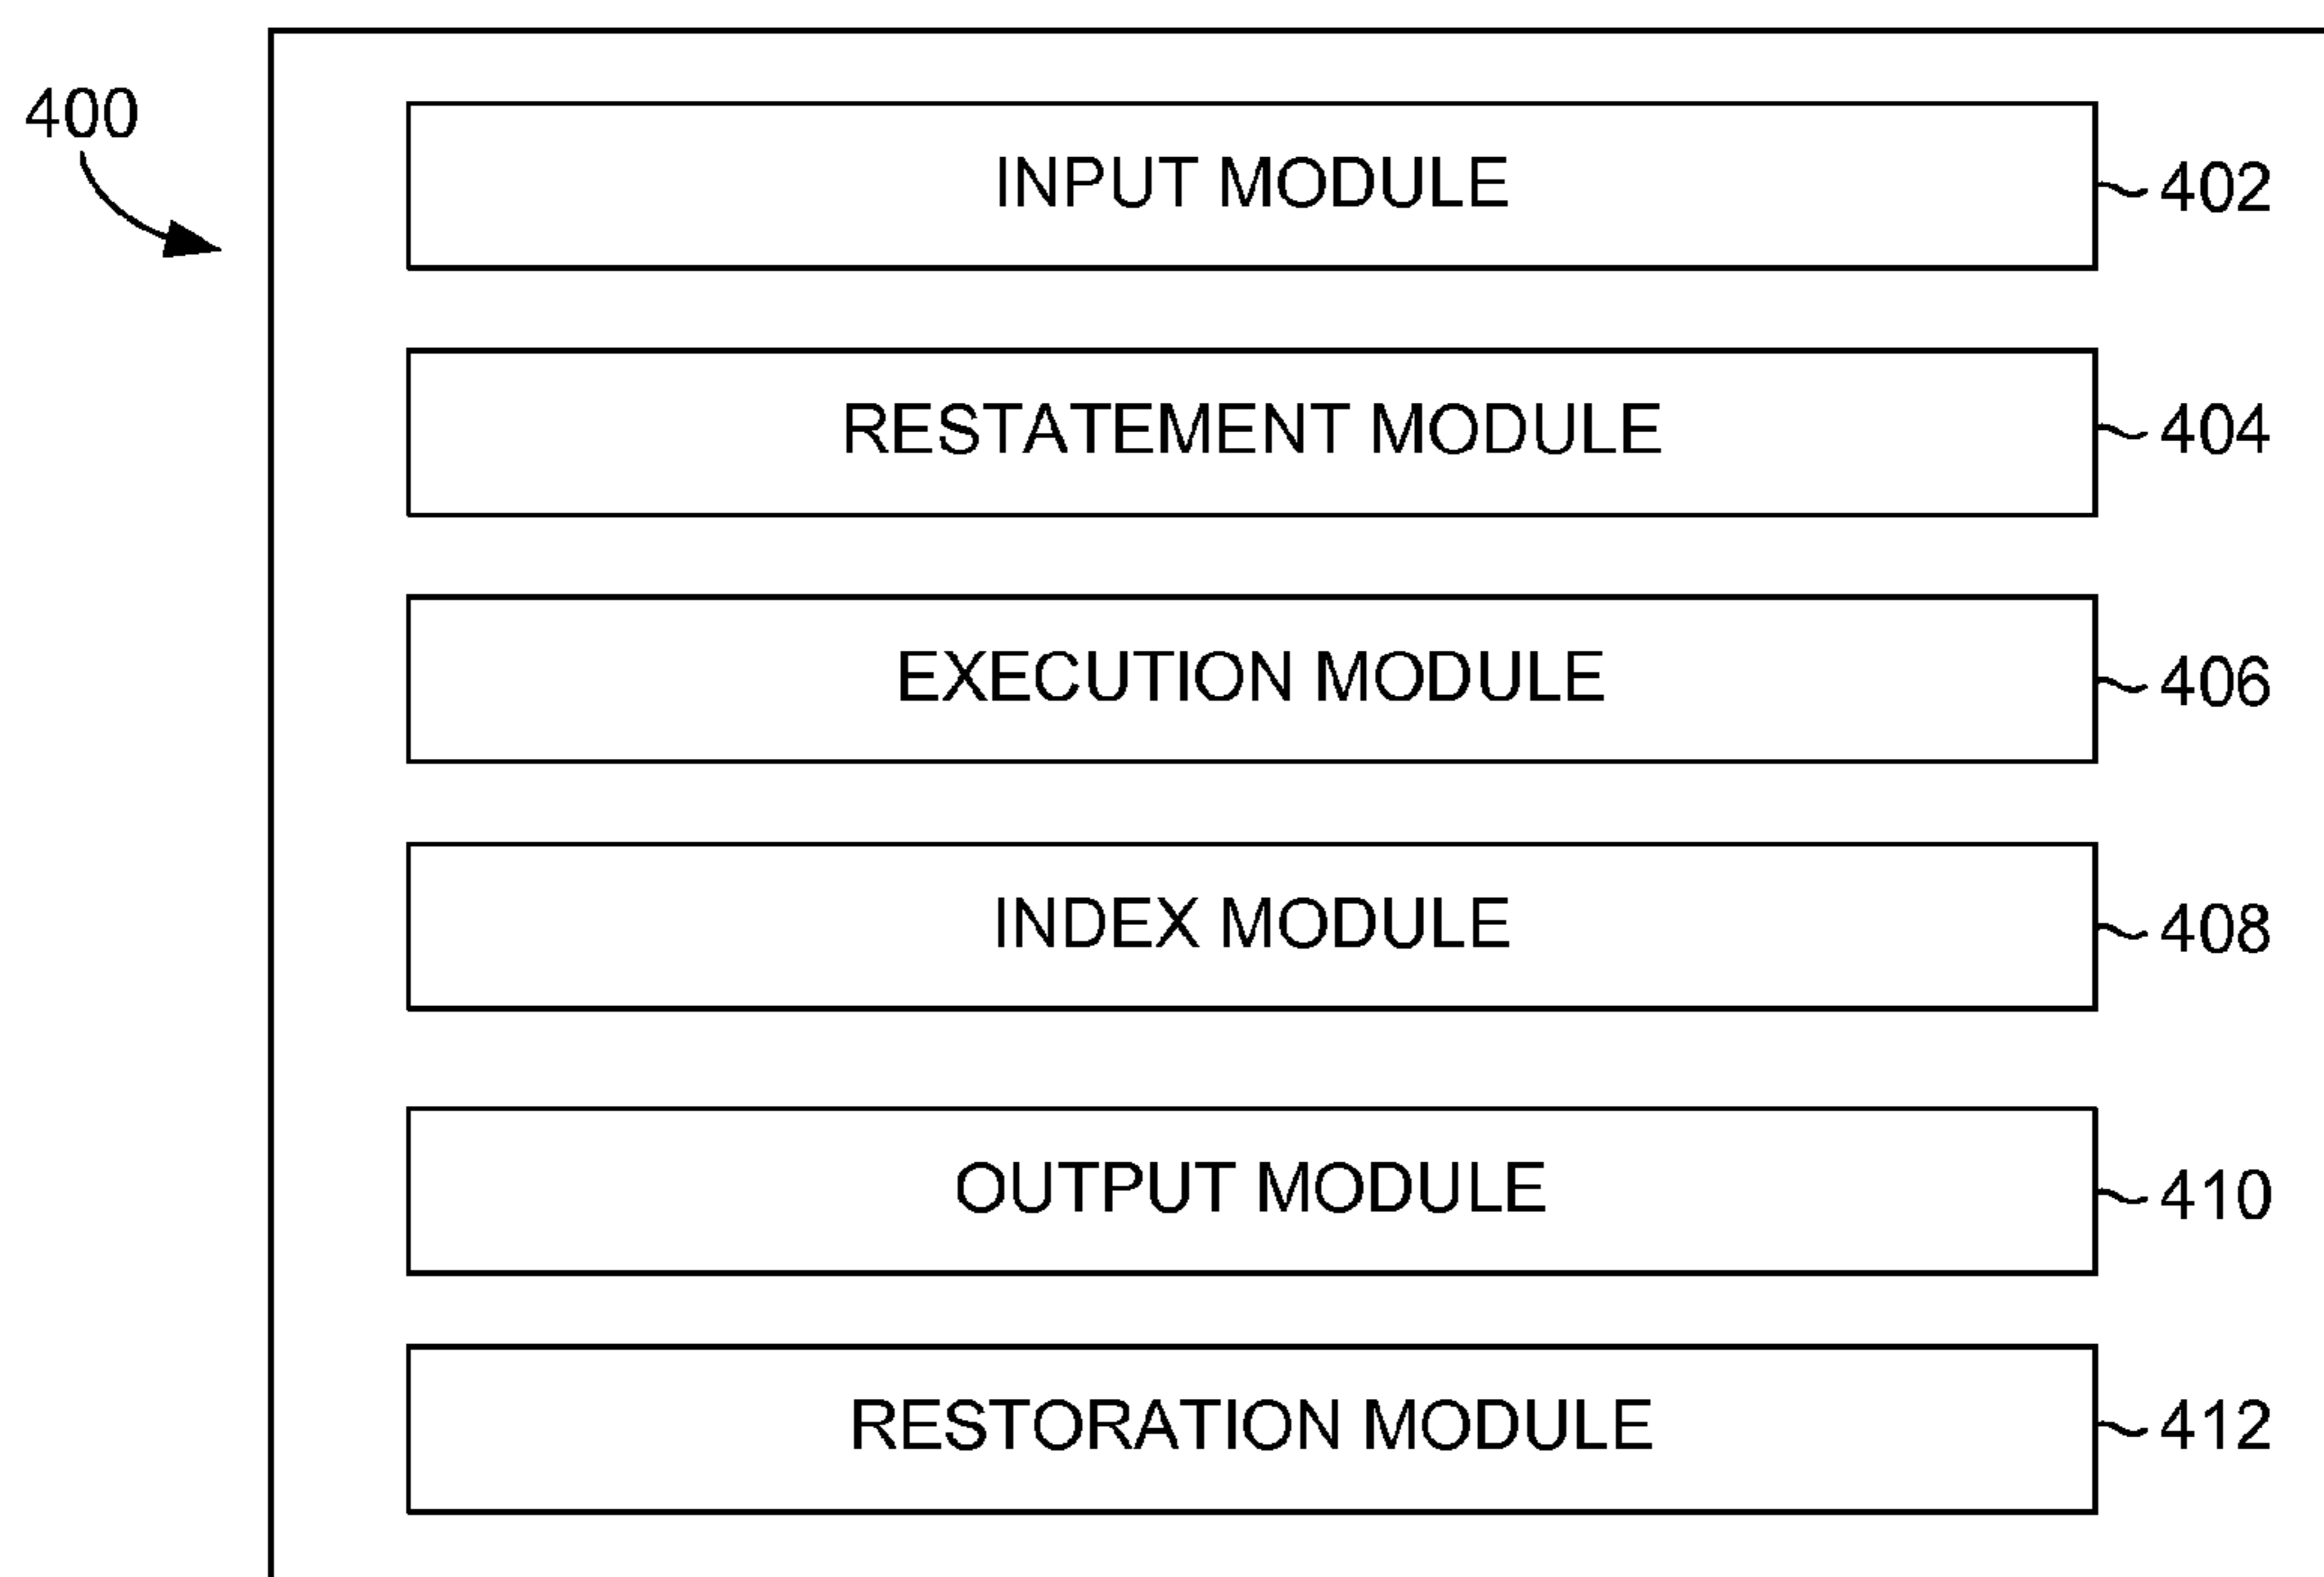 400
INPUT MODULE 402
RESTATEMENT MODULE 404
EXECUTION MODULE 406
INDEX MODULE 408
OUTPUT MODULE 410
RESTORATION MODULE 412